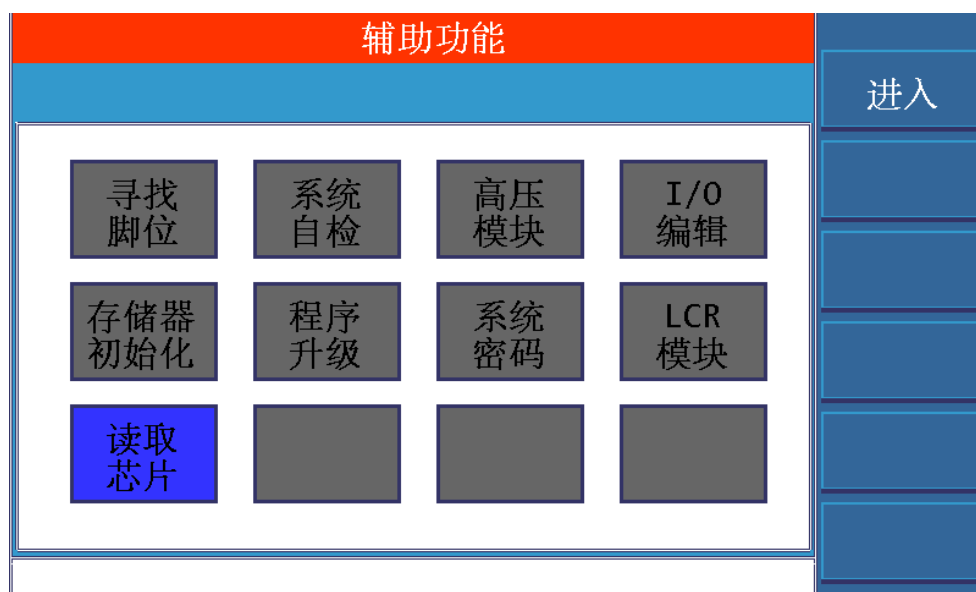 辅助功能
进入
寻找
脚位
系统
自检
高压
模块
I/O
编辑
存储器
初始化
程序
升级
系统
密码
LCR
模块
读取
芯片